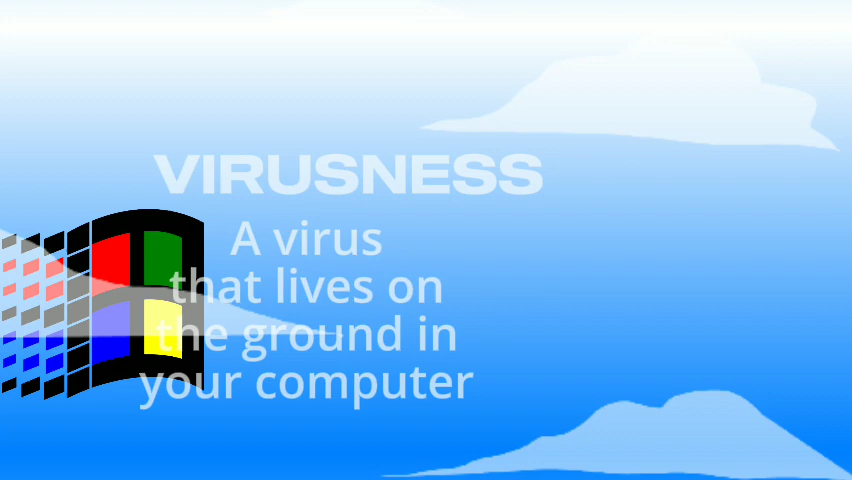 VIRUSNESS
A virus
that lives on
the ground in
your computer